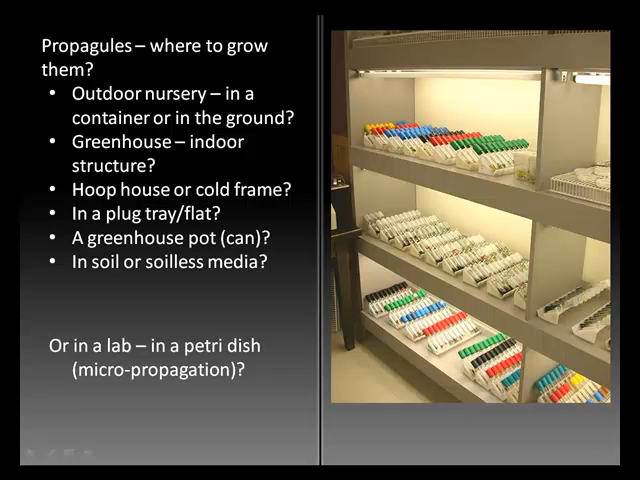 Propagules – where to grow
them?
• Outdoor nursery – in a
container or in the ground?
• Greenhouse – indoor
structure?
• Hoop house or cold frame?
• In a plug tray/flat?
• A greenhouse pot (can)?
• In soil or soilless media?
Or in a lab – in a petri dish
(micro-propagation)?